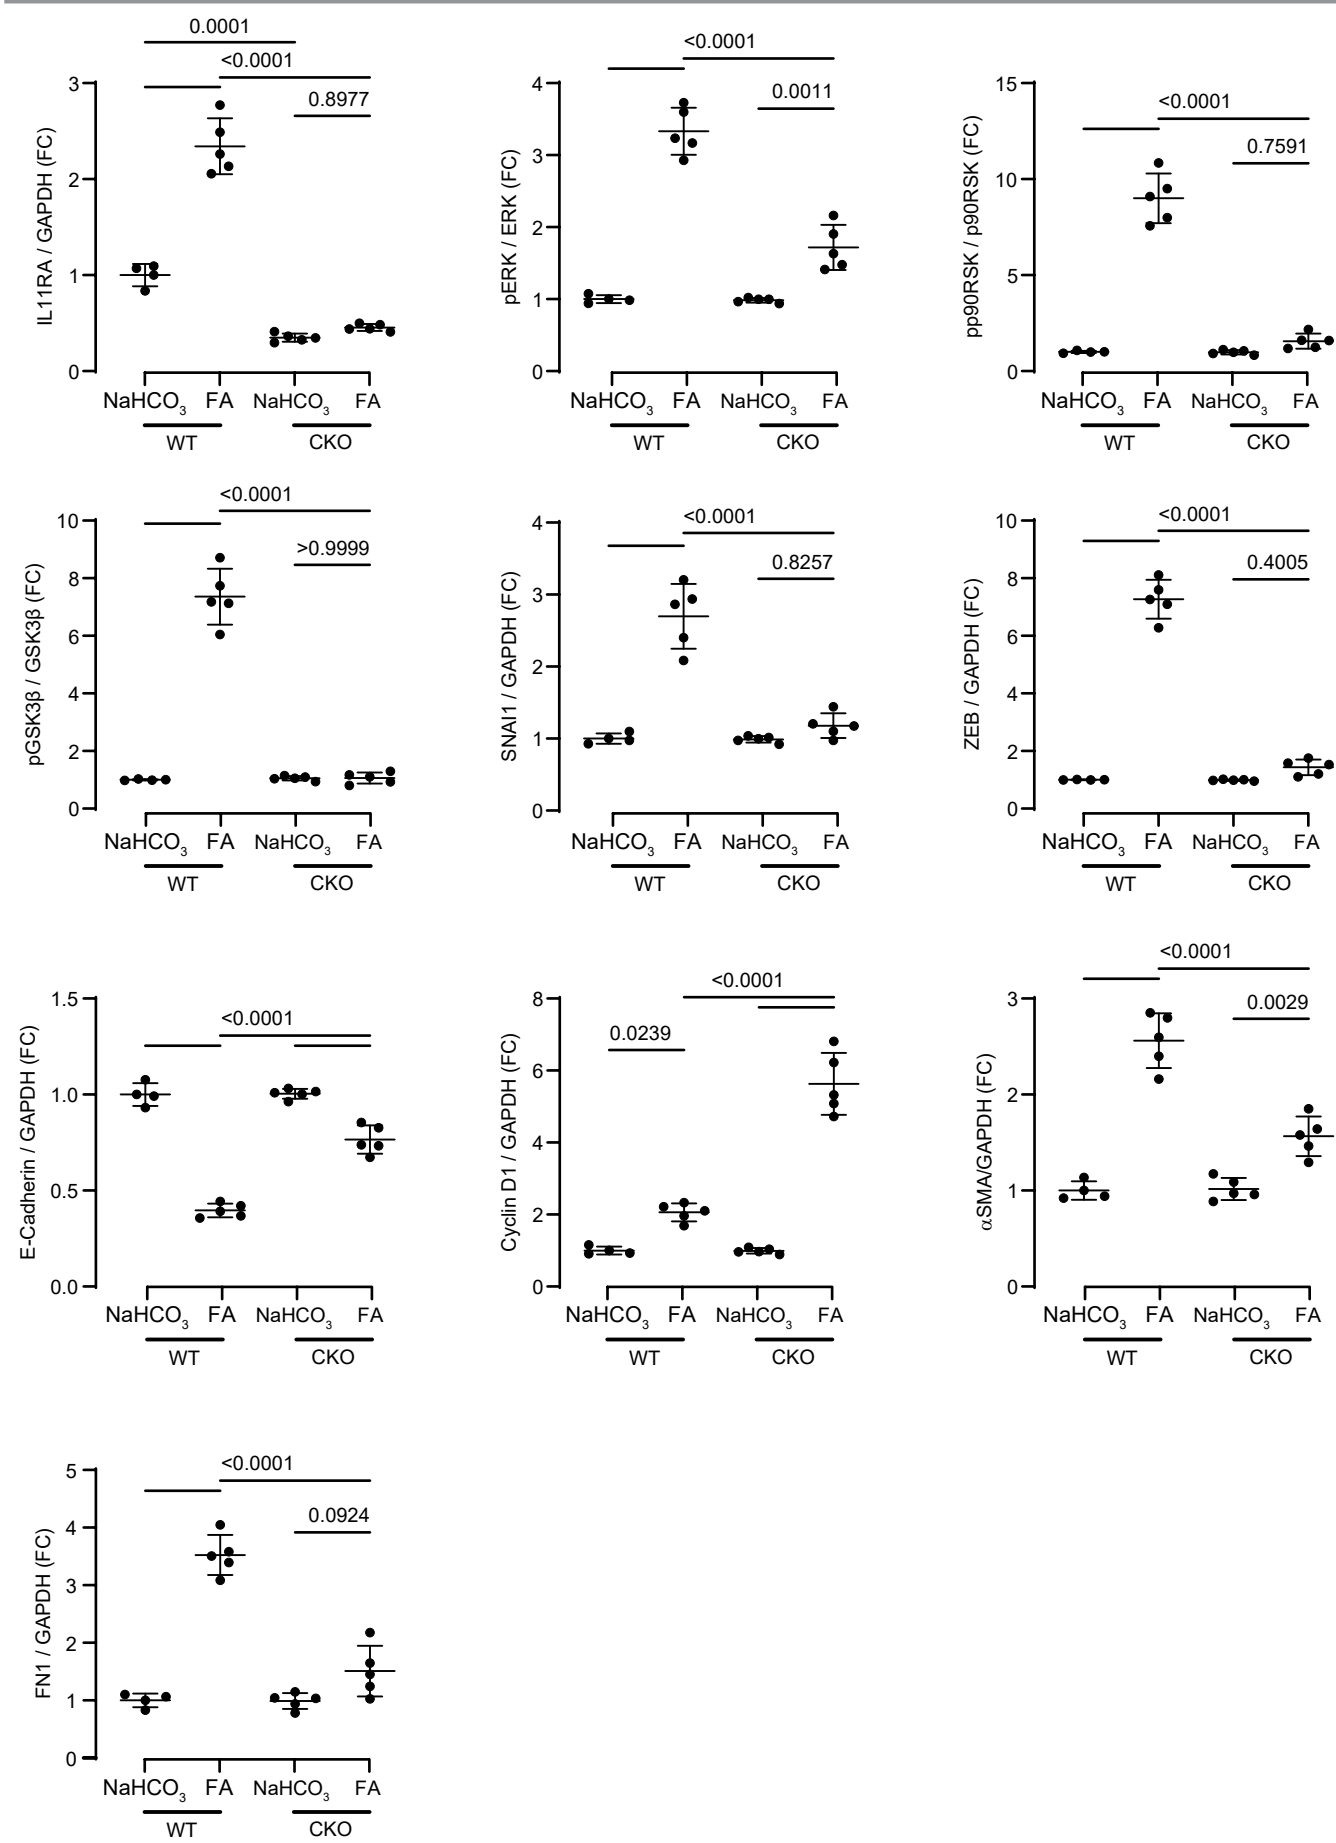 0.0001
<0.0001
0.8977
IL11RA / GAPDH (FC)
3
2
1
0
NaHCO₃ FA NaHCO₃ FA
WT CKO
<0.0001
0.0011
pERK / ERK (FC)
4
3
2
1
0
NaHCO₃ FA NaHCO₃ FA
WT CKO
<0.0001
0.7591
pp90RSK / p90RSK (FC)
15
10
5
0
NaHCO₃ FA NaHCO₃ FA
WT CKO
<0.0001
>0.9999
pGSK3β / GSK3β (FC)
10
8
6
4
2
0
NaHCO₃ FA NaHCO₃ FA
WT CKO
<0.0001
0.8257
SNAI1 / GAPDH (FC)
4
3
2
1
0
NaHCO₃ FA NaHCO₃ FA
WT CKO
<0.0001
0.4005
ZEB / GAPDH (FC)
10
8
6
4
2
0
NaHCO₃ FA NaHCO₃ FA
WT CKO
<0.0001
E-Cadherin / GAPDH (FC)
1.5
1.0
0.5
0.0
NaHCO₃ FA NaHCO₃ FA
WT CKO
<0.0001
0.0239
Cyclin D1 / GAPDH (FC)
8
6
4
2
0
NaHCO₃ FA NaHCO₃ FA
WT CKO
<0.0001
0.0029
αSMA/GAPDH (FC)
3
2
1
0
NaHCO₃ FA NaHCO₃ FA
WT CKO
<0.0001
0.0924
FN1 / GAPDH (FC)
5
4
3
2
1
0
NaHCO₃ FA NaHCO₃ FA
WT CKO